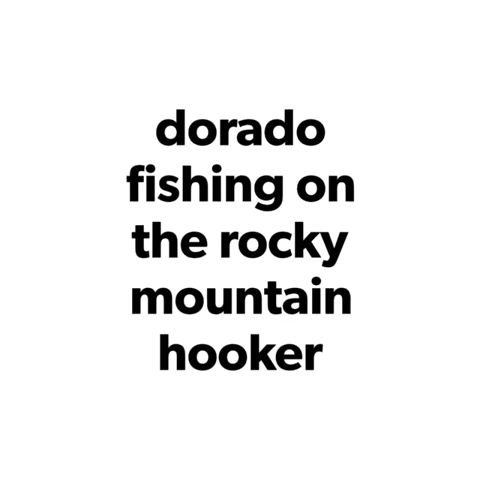 dorado
fishing on
the rocky
mountain
hooker